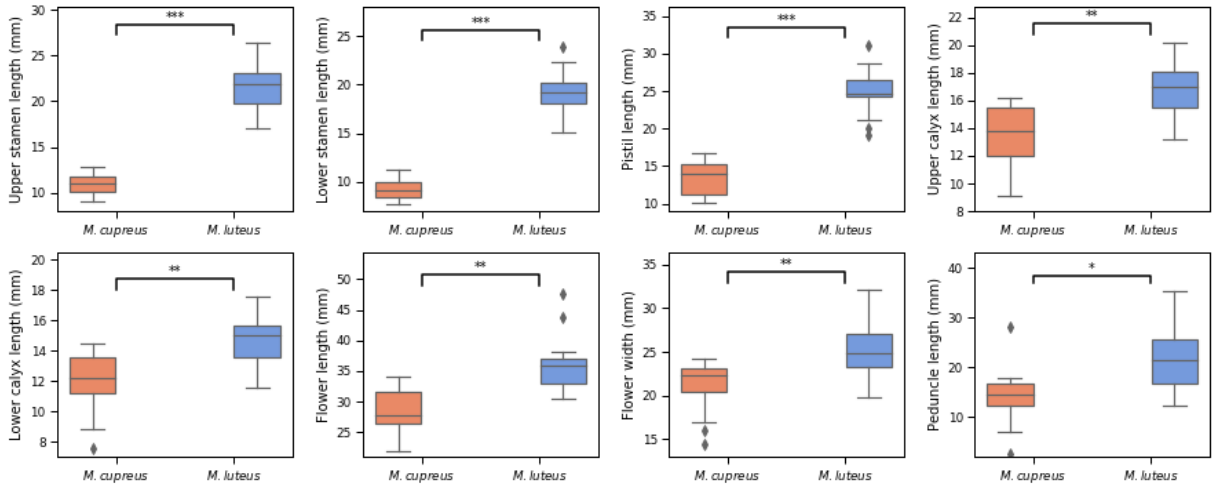 Upper stamen length (mm)
30
25
20
15
10
***
M. cupreus
M. luteus
Lower stamen length (mm)
25
20
15
10
***
M. cupreus
M. luteus
Pistil length (mm)
35
30
25
20
15
10
***
M. cupreus
M. luteus
Upper calyx length (mm)
22
20
18
16
14
12
10
8
**
M. cupreus
M. luteus
Lower calyx length (mm)
20
18
16
14
12
10
8
**
M. cupreus
M. luteus
Flower length (mm)
50
45
40
35
30
25
**
M. cupreus
M. luteus
Flower width (mm)
35
30
25
20
15
**
M. cupreus
M. luteus
Peduncle length (mm)
40
30
20
10
*
M. cupreus
M. luteus